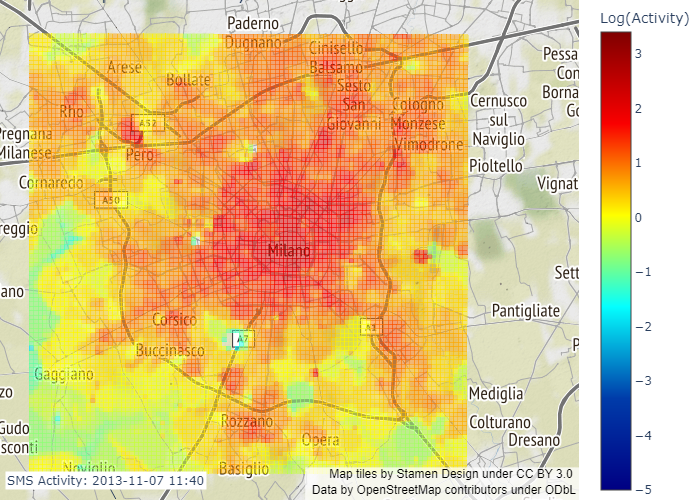 Paderno
Dugnano
Cinisello
Balsamo
Arese
Bollate
Sesto
San
Giovanni
Cologno
Monzese
Vimodrone
Rho
A52
Pero
Pregnana
Milanese
Cornaredo
A50
reggio
ano
Milano
Corsico
A7
A1
Buccinasco
Gaggiano
zo
Gudo
sconti
Noviglio
Rozzano
Opera
Basiglio
Pessa
Con
Borna
Go
Cernusco
sul
Naviglio
Pioltello
Vignat
Sett
Pantigliate
P
Mediglia
Colturano
Dresano
SMS Activity: 2013-11-07 11:40
Map tiles by Stamen Design under CC BY 3.0
Data by OpenStreetMap contributors under ODbL
Log(Activity)
3
2
1
0
−1
−2
−3
−4
−5